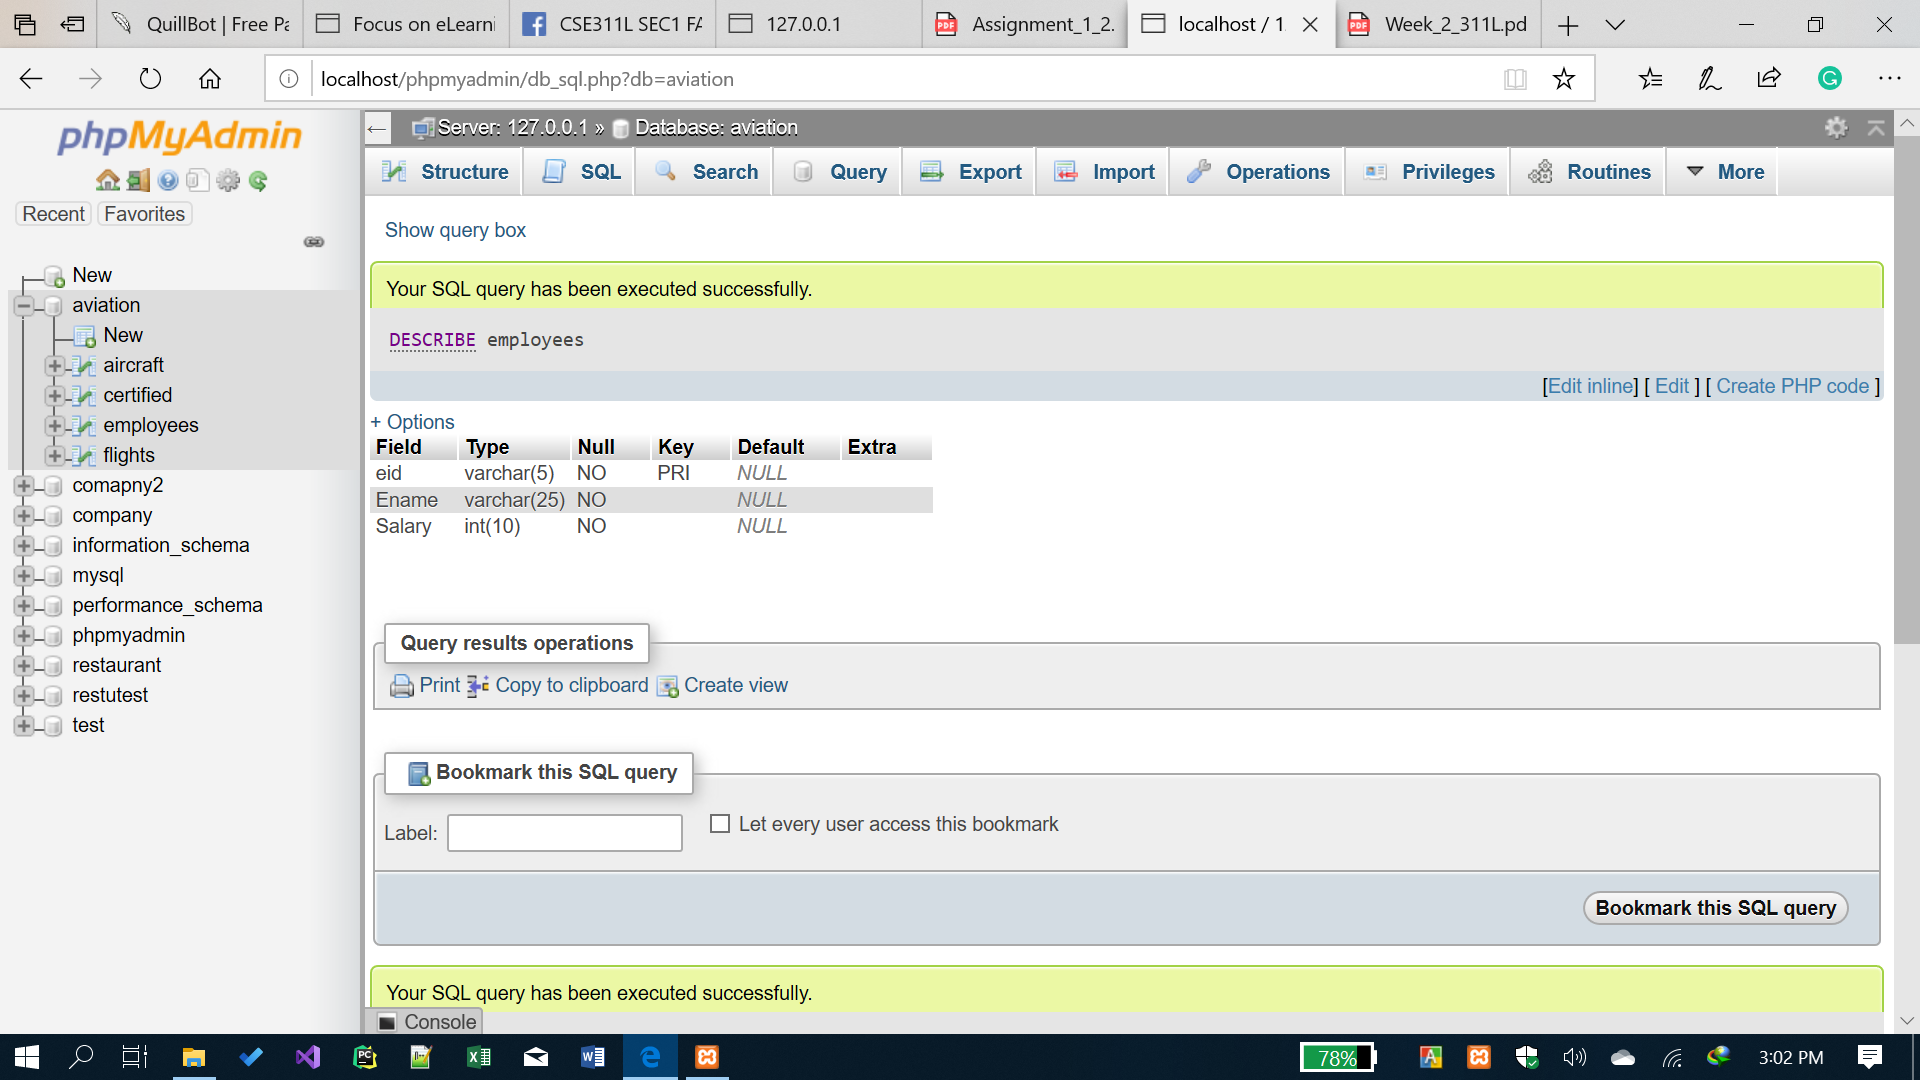 QuillBot | Free Pa
Focus on eLearni
CSE311L SEC1 FA
127.0.0.1
Assignment_1_2.
localhost / 1
Week_2_311L.pd
localhost/phpmyadmin/db_sql.php?db=aviation
phpMyAdmin
Recent
Favorites
New
aviation
New
aircraft
certified
employees
flights
comapny2
company
information_schema
mysql
performance_schema
phpmyadmin
restaurant
restutest
test
Server: 127.0.0.1 » Database: aviation
Structure SQL Search Query Export Import Operations Privileges Routines More
Show query box
Your SQL query has been executed successfully.
DESCRIBE employees
[Edit inline] [ Edit ] [ Create PHP code ]
+ Options
Field Type Null Key Default Extra
eid varchar(5) NO PRI NULL
Ename varchar(25) NO NULL
Salary int(10) NO NULL
Query results operations
Print Copy to clipboard Create view
Bookmark this SQL query
Label:
Let every user access this bookmark
Bookmark this SQL query
Your SQL query has been executed successfully.
Console
78%
3:02 PM